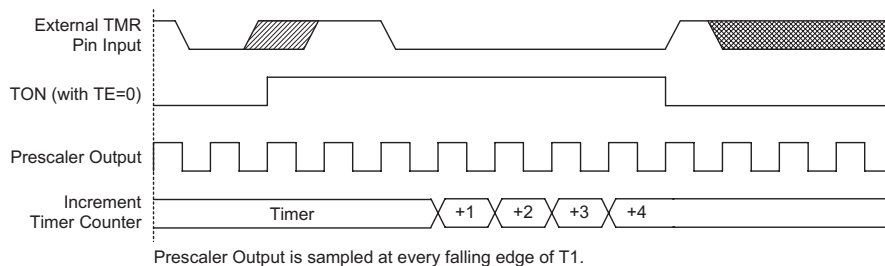 External TMR
Pin Input
TON (with TE=0)
Prescaler Output
Increment
Timer Counter
Timer +1 +2 +3 +4
Prescaler Output is sampled at every falling edge of T1.